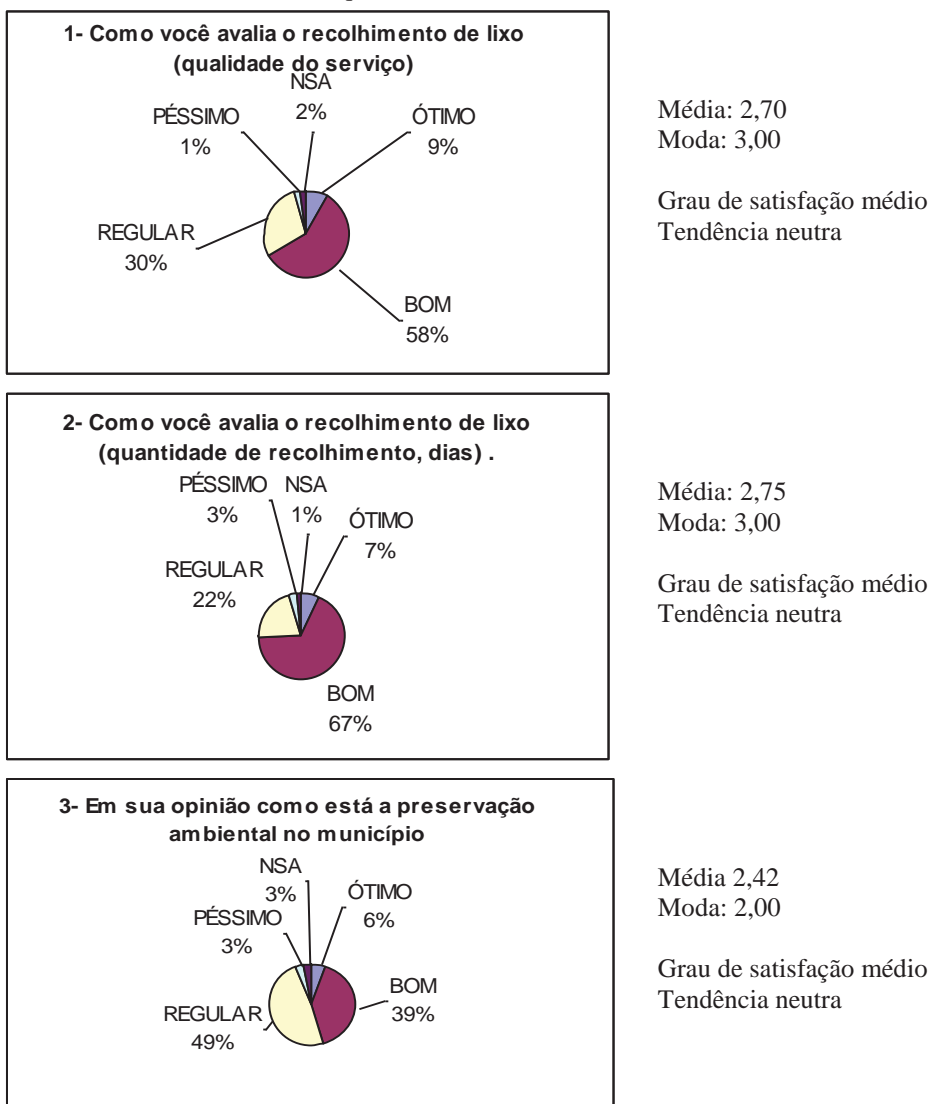 1- Como você avalia o recolhimento de lixo
(qualidade do serviço)
NSA
2%
PÉSSIMO
1%
ÓTIMO
9%
REGULAR
30%
BOM
58%
Média: 2,70
Moda: 3,00
Grau de satisfação médio
Tendência neutra
2- Como você avalia o recolhimento de lixo
(quantidade de recolhimento, dias) .
PÉSSIMO
3%
NSA
1%
ÓTIMO
7%
REGULAR
22%
BOM
67%
Média: 2,75
Moda: 3,00
Grau de satisfação médio
Tendência neutra
3- Em sua opinião como está a preservação
ambiental no município
NSA
3%
ÓTIMO
6%
PÉSSIMO
3%
BOM
39%
REGULAR
49%
Média 2,42
Moda: 2,00
Grau de satisfação médio
Tendência neutra